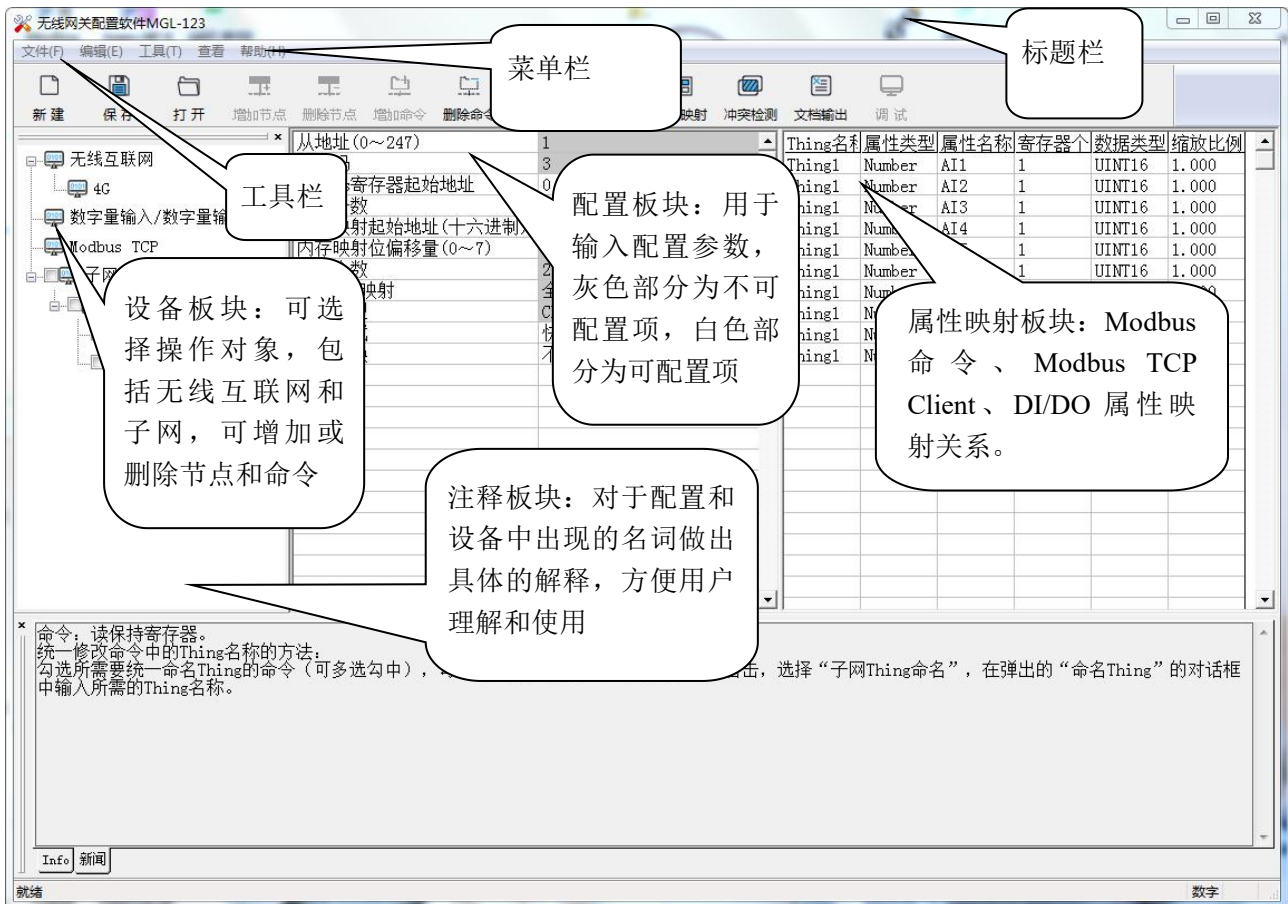 无线网关配置软件MGL-123
文件(F) 编辑(E) 工具(T) 查看 帮助(H)
菜单栏
标题栏
新建 保存 打开 增加节点 删除节点 增加命令 删除命令 映射 冲突检测 文档输出 调试
工具栏
无线互联网
4G
数字量输入/数字量输
Modbus TCP
子网
设备板块：可选
择操作对象，包
括无线互联网和
子网，可增加或
删除节点和命令
从地址(0～247) 1
3
寄存器起始地址 0
数
射起始地址(十六进制)
内存映射位偏移量(0～7)
数 2
映射
配置板块：用于
输入配置参数，
灰色部分为不可
配置项，白色部
分为可配置项
Thing名称 属性类型 属性名称 寄存器个 数据类型 缩放比例
Thing1 Number AI1 1 UINT16 1.000
Thing1 Number AI2 1 UINT16 1.000
Thing1 Number AI3 1 UINT16 1.000
Thing1 AI4 1 UINT16 1.000
Thing1 Number 1 UINT16 1.000
Thing1 Number 1 UINT16 1.000
Thing1
Thing1
Thing1
Thing1
属性映射板块：Modbus
命令、Modbus TCP
Client、DI/DO 属性映
射关系。
注释板块：对于配置和
设备中出现的名词做出
具体的解释，方便用户
理解和使用
命令：读保持寄存器。
统一修改命令中的Thing名称的方法：
勾选所需要统一命名Thing的命令（可多选勾中），击，选择“子网Thing命名”，在弹出的“命名Thing”的对话框
中输入所需的Thing名称。
Info 新闻
就绪 数字